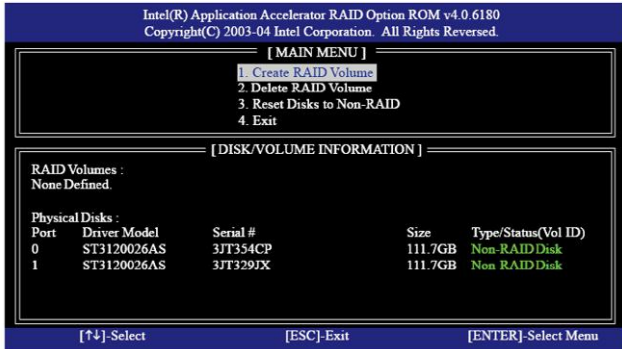 Intel(R) Application Accelerator RAID Option ROM v4.0.6180
Copyright(C) 2003-04 Intel Corporation. All Rights Reversed.
[ MAIN MENU ]
1. Create RAID Volume
2. Delete RAID Volume
3. Reset Disks to Non-RAID
4. Exit
[ DISK/VOLUME INFORMATION ]
RAID Volumes :
None Defined.
Physical Disks :
Port Driver Model Serial # Size Type/Status(Vol ID)
0 ST3120026AS 3JT354CP 111.7GB Non-RAID Disk
1 ST3120026AS 3JT329JX 111.7GB Non RAID Disk
[↑↓]-Select [ESC]-Exit [ENTER]-Select Menu